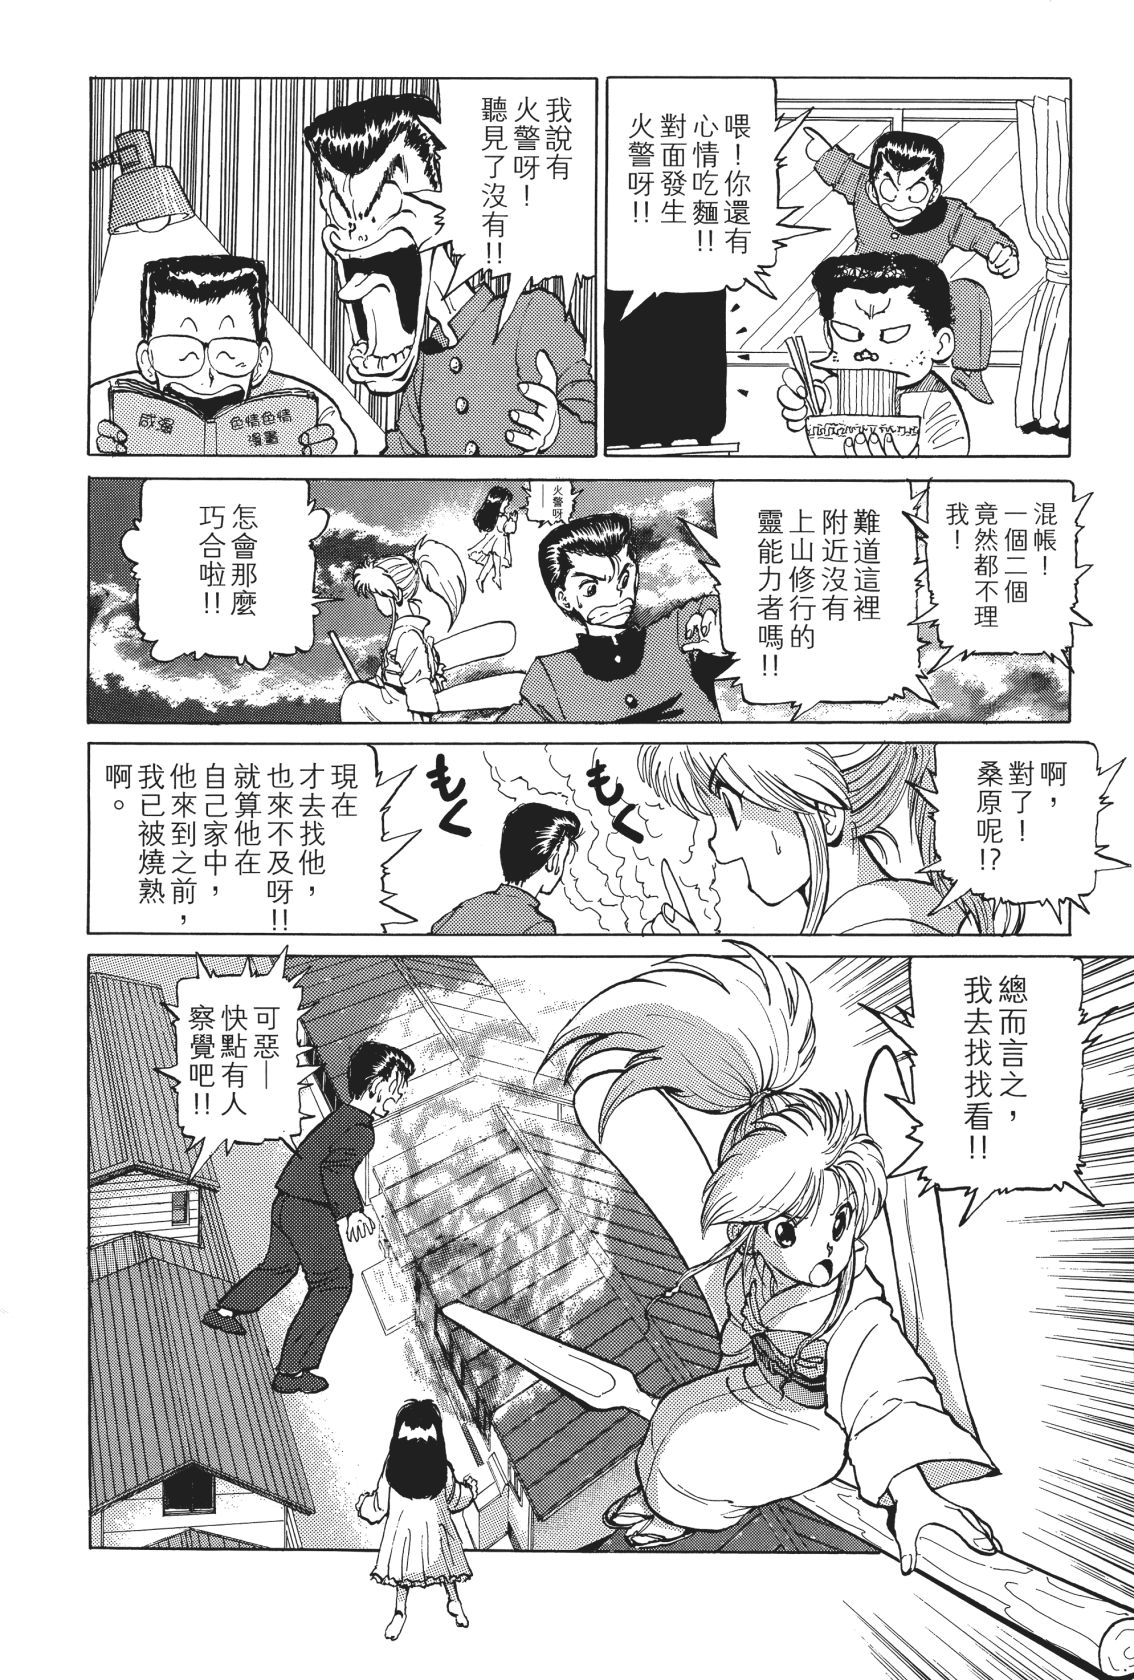 喂！你還有
心情吃麵!!
對面發生
火警呀!!
我說有
火警呀！
聽見了沒有!!
色情色情
漫畫
混帳！
一個二個
竟然都不理
我！
難道這裡
附近沒有
上山修行的
靈能力者嗎!!
火警呀
——
怎會那麼
巧合啦!!
啊，
對了！
桑原呢!?
もく
もく
現在
才去找他，
也來不及呀!!
就算他在
自己家中，
他來到之前，
我已被燒熟
啊。
總而言之，
我去找找
看!!
可惡—
快點有人
察覺吧!!